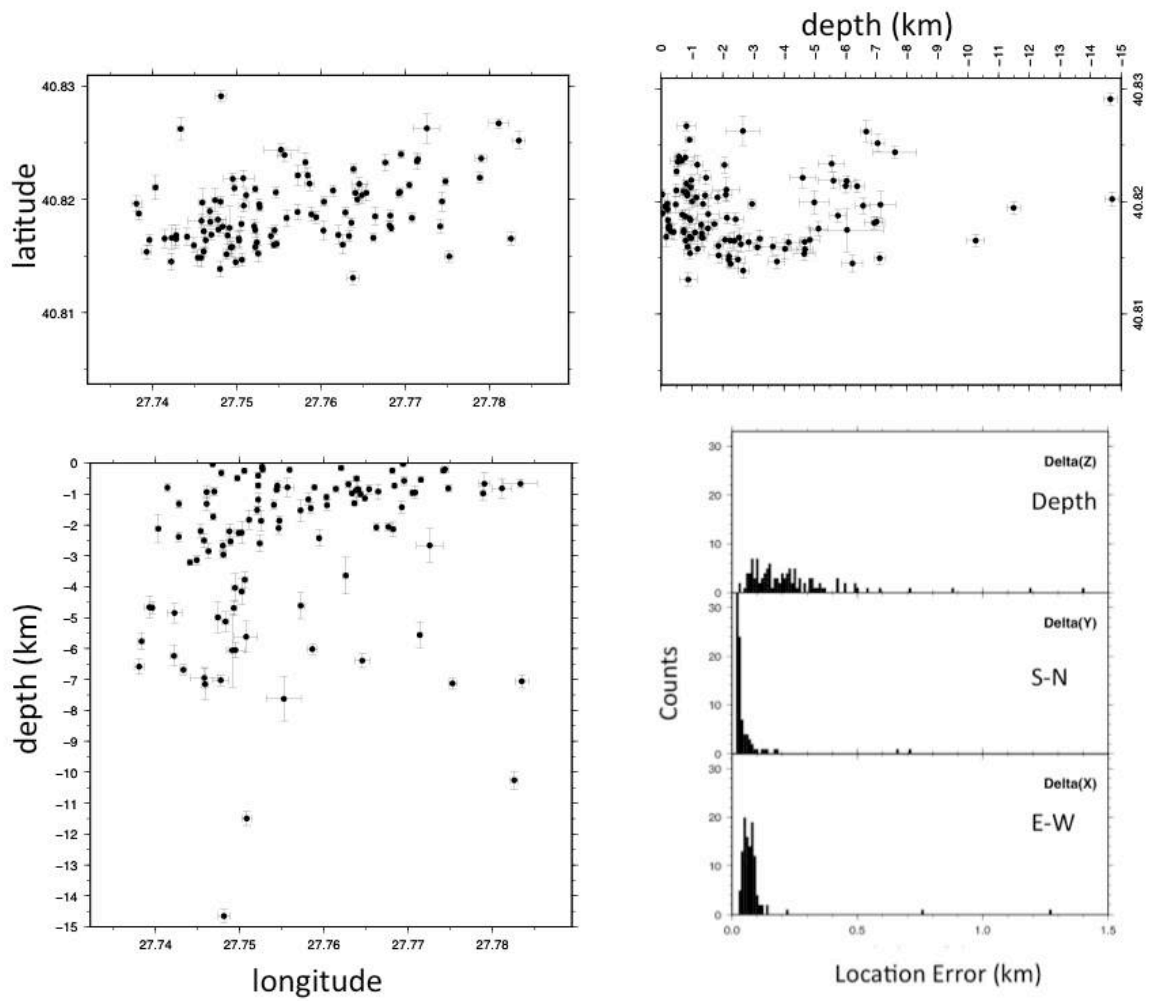 depth (km)
0 −1 −2 −3 −4 −5 −6 −7 −8 −9 −10 −11 −12 −13 −14 −15
40.83
40.82
40.81
latitude
27.74 27.75 27.76 27.77 27.78
40.83
40.82
40.81
0
−1
−2
−3
−4
−5
−6
−7
−8
−9
−10
−11
−12
−13
−14
−15
depth (km)
27.74 27.75 27.76 27.77 27.78
longitude
30
20
10
0
Delta(Z)
Depth
30
20
10
0
Delta(Y)
S-N
Counts
30
20
10
0
Delta(X)
E-W
0.0 0.5 1.0 1.5
Location Error (km)